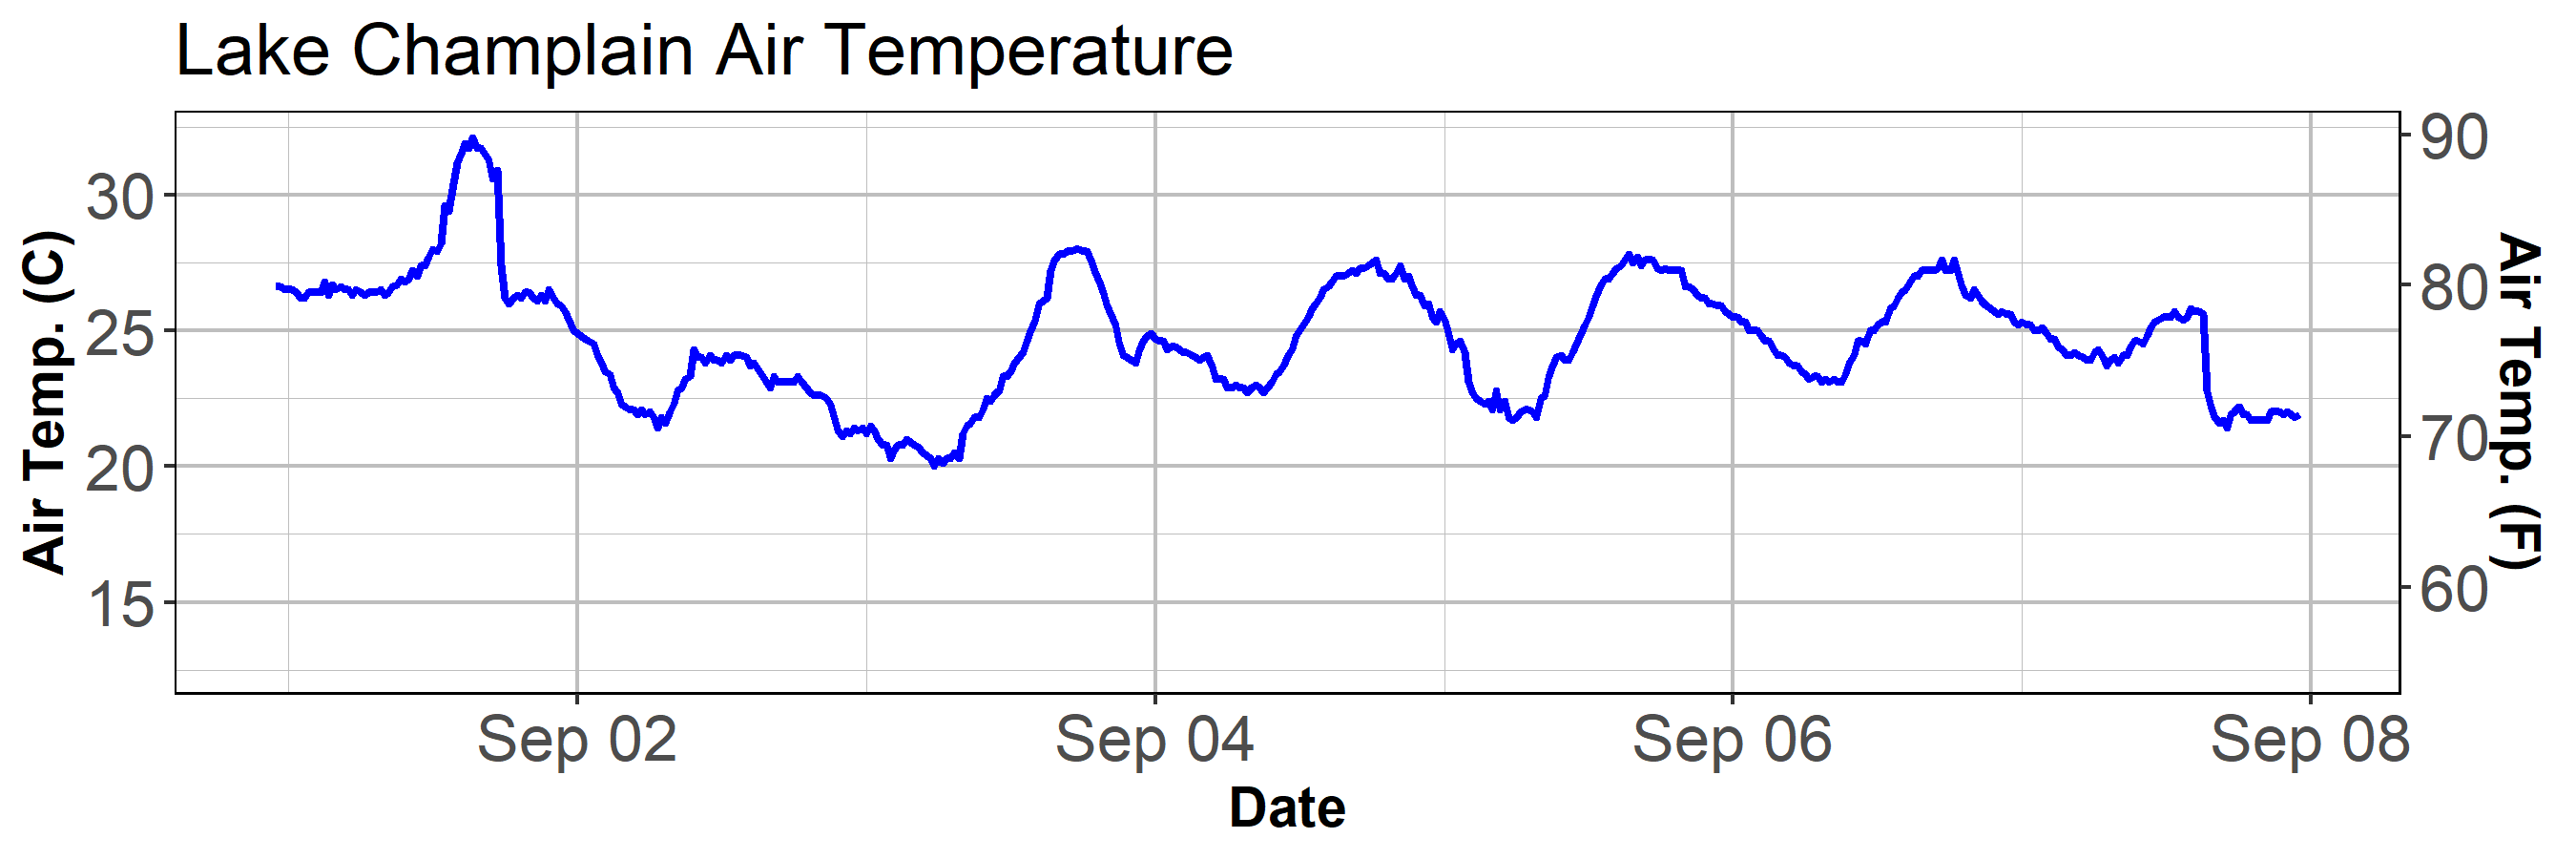 Lake Champlain Air Temperature
Air Temp. (C)
30
25
20
15
90
80
70
60
Air Temp. (F)
Sep 02
Sep 04
Sep 06
Sep 08
Date